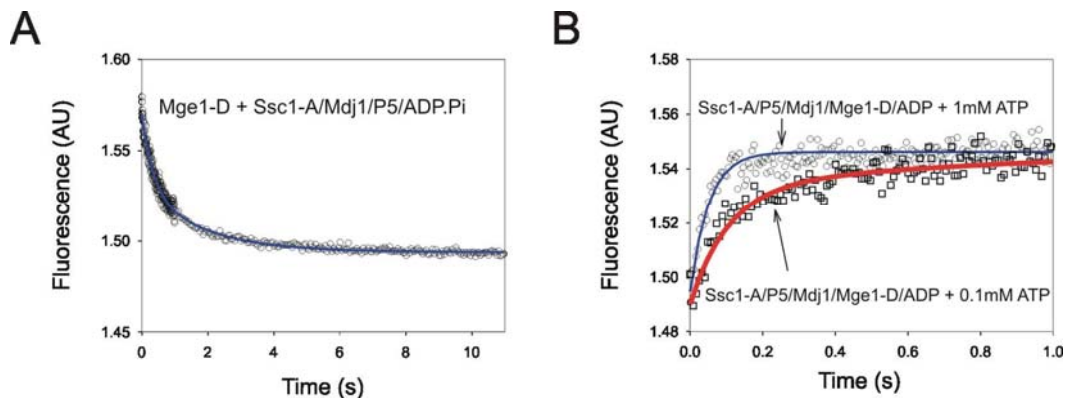 A
1.60
1.55
1.50
1.45
Fluorescence (AU)
Mge1-D + Ssc1-A/Mdj1/P5/ADP.Pi
0 2 4 6 8 10
Time (s)
B
1.58
1.56
1.54
1.52
1.50
1.48
Fluorescence (AU)
Ssc1-A/P5/Mdj1/Mge1-D/ADP + 1mM ATP
Ssc1-A/P5/Mdj1/Mge1-D/ADP + 0.1mM ATP
0.0 0.2 0.4 0.6 0.8 1.0
Time (s)